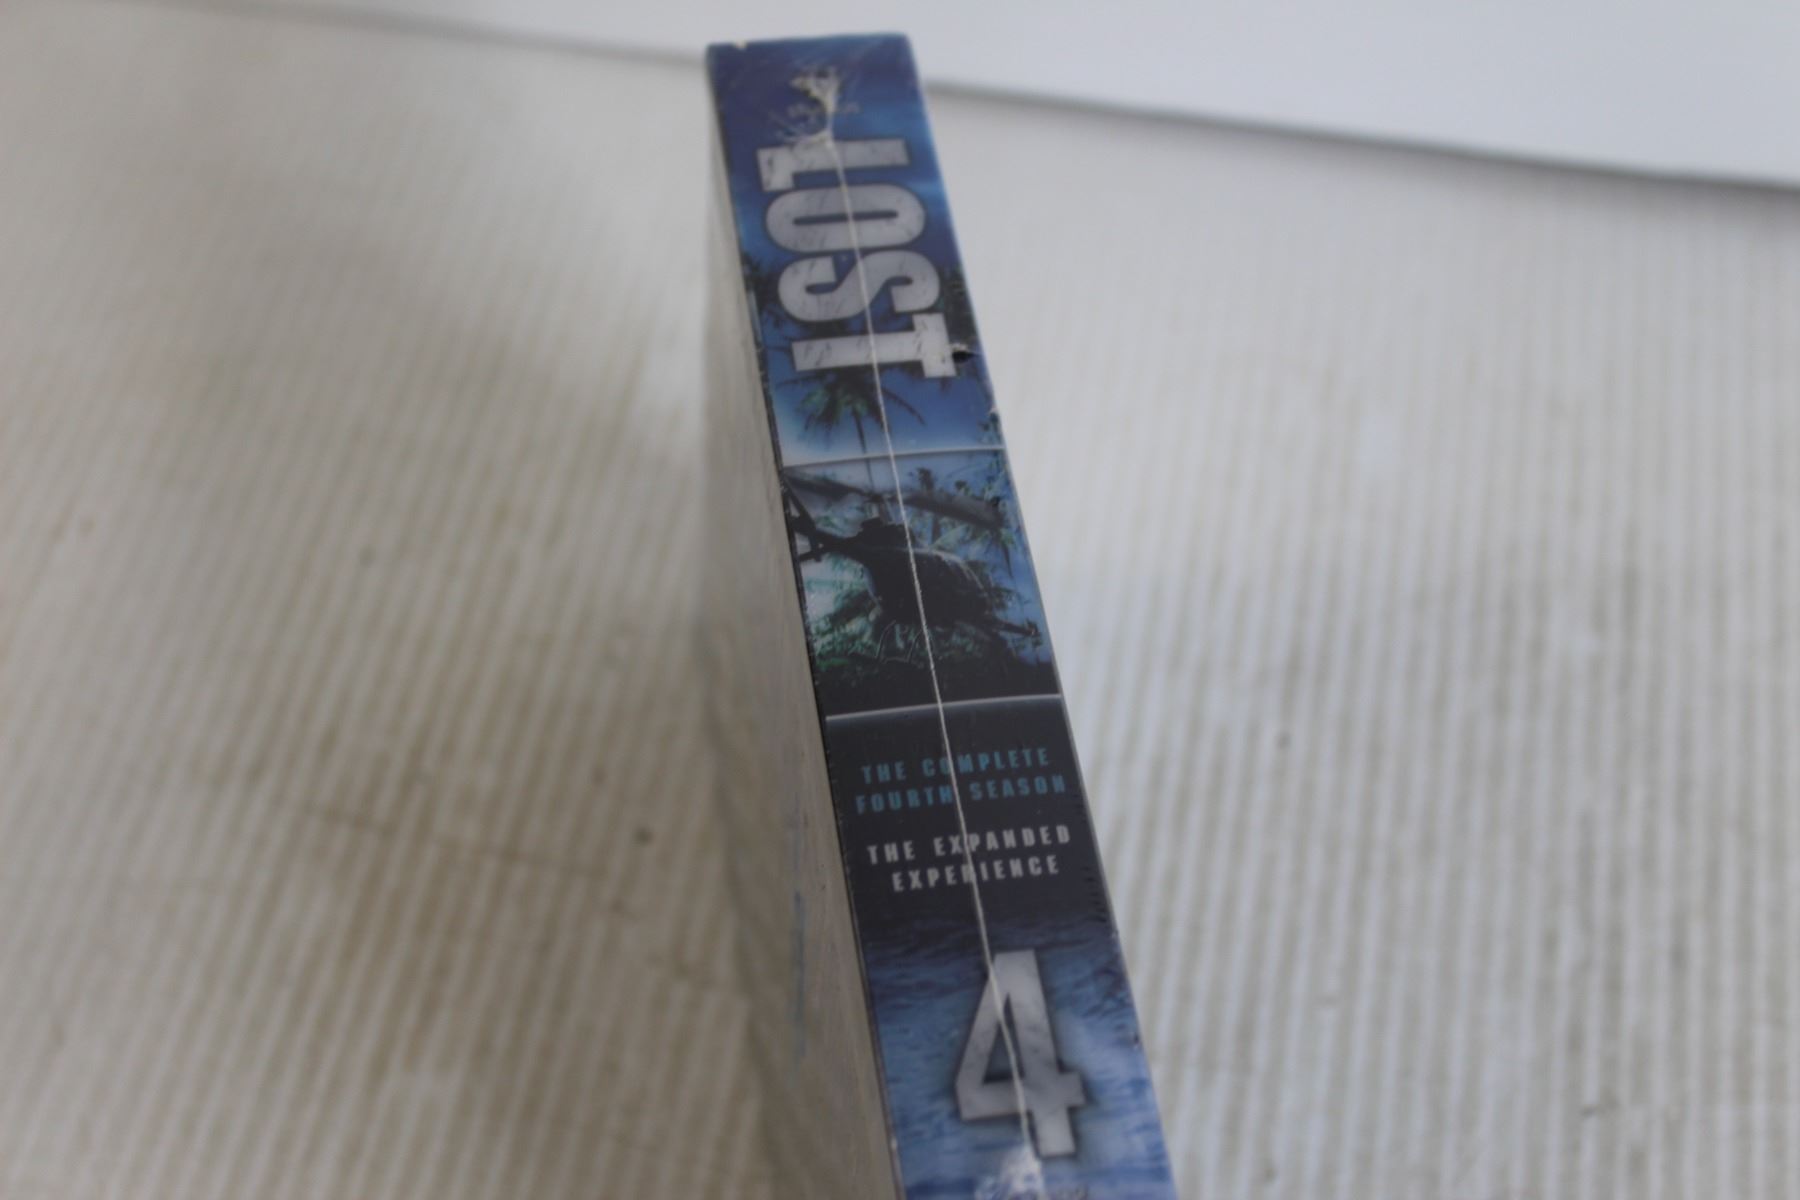 LOST
THE COMPLETE
FOURTH SEASON
THE EXPANDED
EXPERIENCE
4